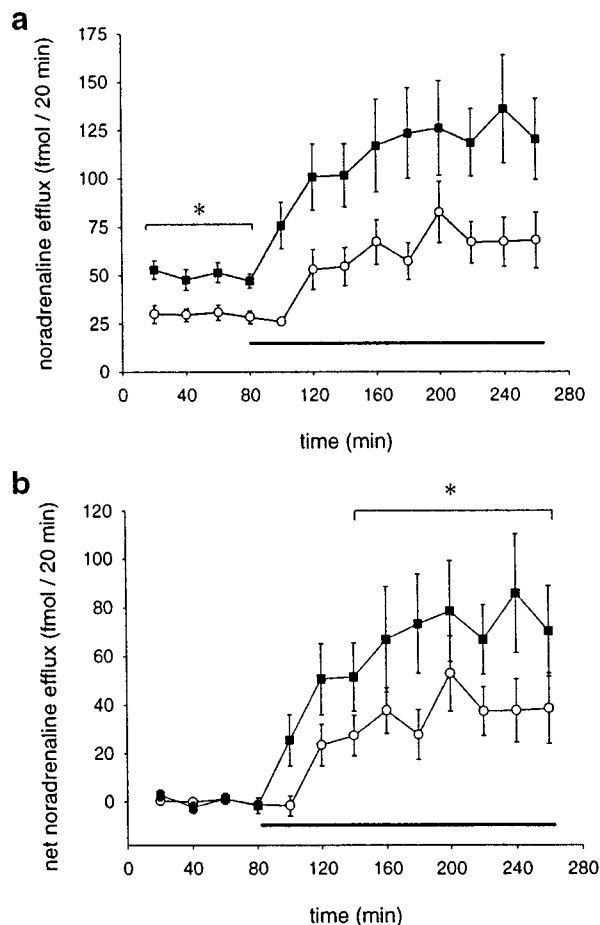 a
noradrenaline efflux (fmol / 20 min)
175
150
125
100
75
50
25
0
*
0 40 80 120 160 200 240 280
time (min)
b
net noradrenaline efflux (fmol / 20 min)
120
100
80
60
40
20
0
*
0 40 80 120 160 200 240 280
time (min)